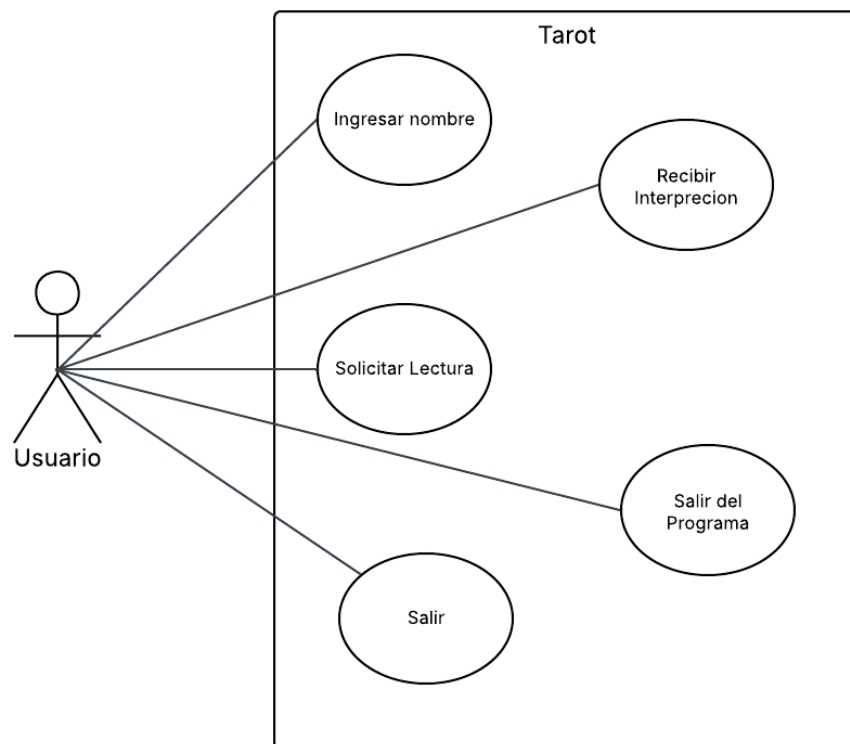 Tarot
Ingresar nombre
Recibir
Interprecion
Solicitar Lectura
Usuario
Salir del
Programa
Salir